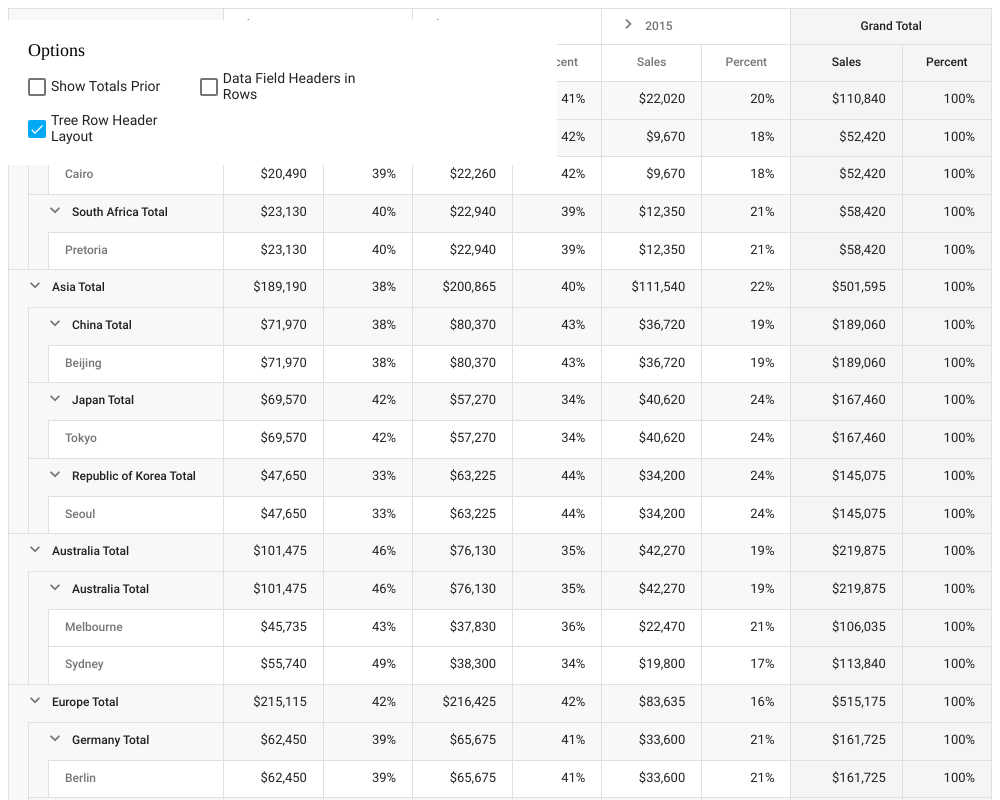 2015 Grand Total
Options
Sales Percent Sales Percent
Show Totals Prior
Data Field Headers in
Rows
Tree Row Header
Layout
41% $22,020 20% $110,840 100%
42% $9,670 18% $52,420 100%
Cairo $20,490 39% $22,260 42% $9,670 18% $52,420 100%
South Africa Total $23,130 40% $22,940 39% $12,350 21% $58,420 100%
Pretoria $23,130 40% $22,940 39% $12,350 21% $58,420 100%
Asia Total $189,190 38% $200,865 40% $111,540 22% $501,595 100%
China Total $71,970 38% $80,370 43% $36,720 19% $189,060 100%
Beijing $71,970 38% $80,370 43% $36,720 19% $189,060 100%
Japan Total $69,570 42% $57,270 34% $40,620 24% $167,460 100%
Tokyo $69,570 42% $57,270 34% $40,620 24% $167,460 100%
Republic of Korea Total $47,650 33% $63,225 44% $34,200 24% $145,075 100%
Seoul $47,650 33% $63,225 44% $34,200 24% $145,075 100%
Australia Total $101,475 46% $76,130 35% $42,270 19% $219,875 100%
Australia Total $101,475 46% $76,130 35% $42,270 19% $219,875 100%
Melbourne $45,735 43% $37,830 36% $22,470 21% $106,035 100%
Sydney $55,740 49% $38,300 34% $19,800 17% $113,840 100%
Europe Total $215,115 42% $216,425 42% $83,635 16% $515,175 100%
Germany Total $62,450 39% $65,675 41% $33,600 21% $161,725 100%
Berlin $62,450 39% $65,675 41% $33,600 21% $161,725 100%